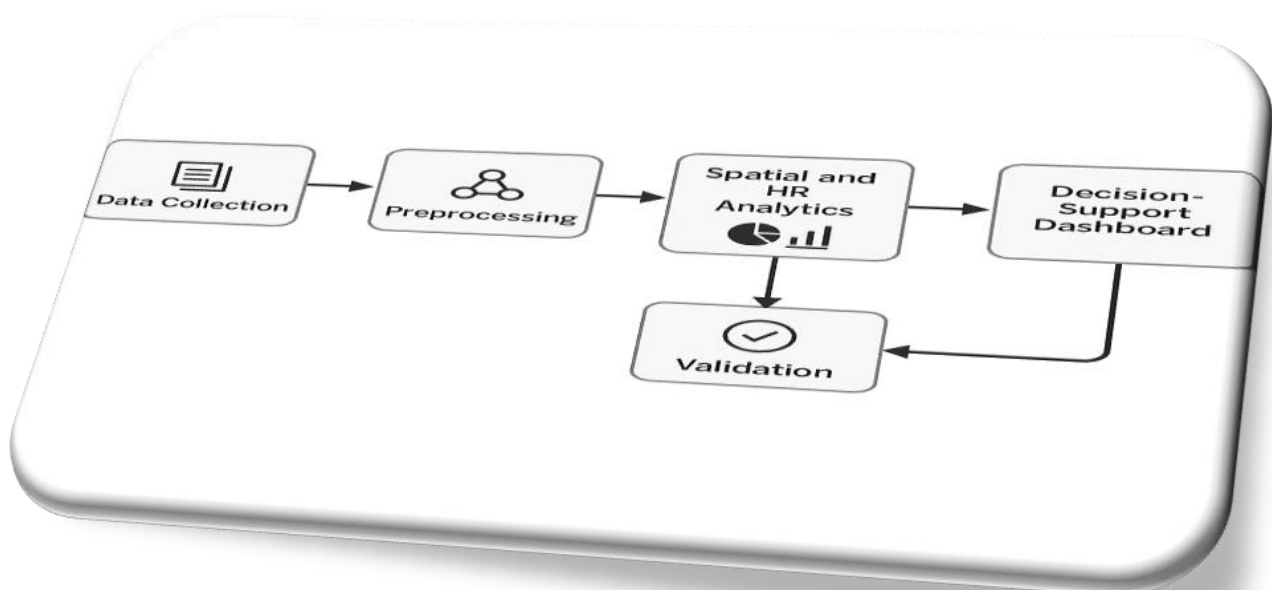 Data Collection
Preprocessing
Spatial and
HR
Analytics
Decision-
Support
Dashboard
Validation